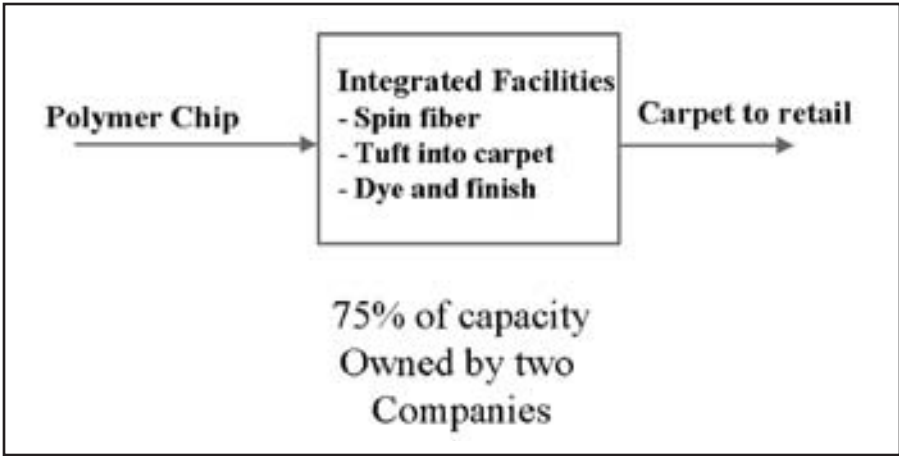 Polymer Chip
Integrated Facilities
- Spin fiber
- Tuft into carpet
- Dye and finish
Carpet to retail
75% of capacity
Owned by two
Companies